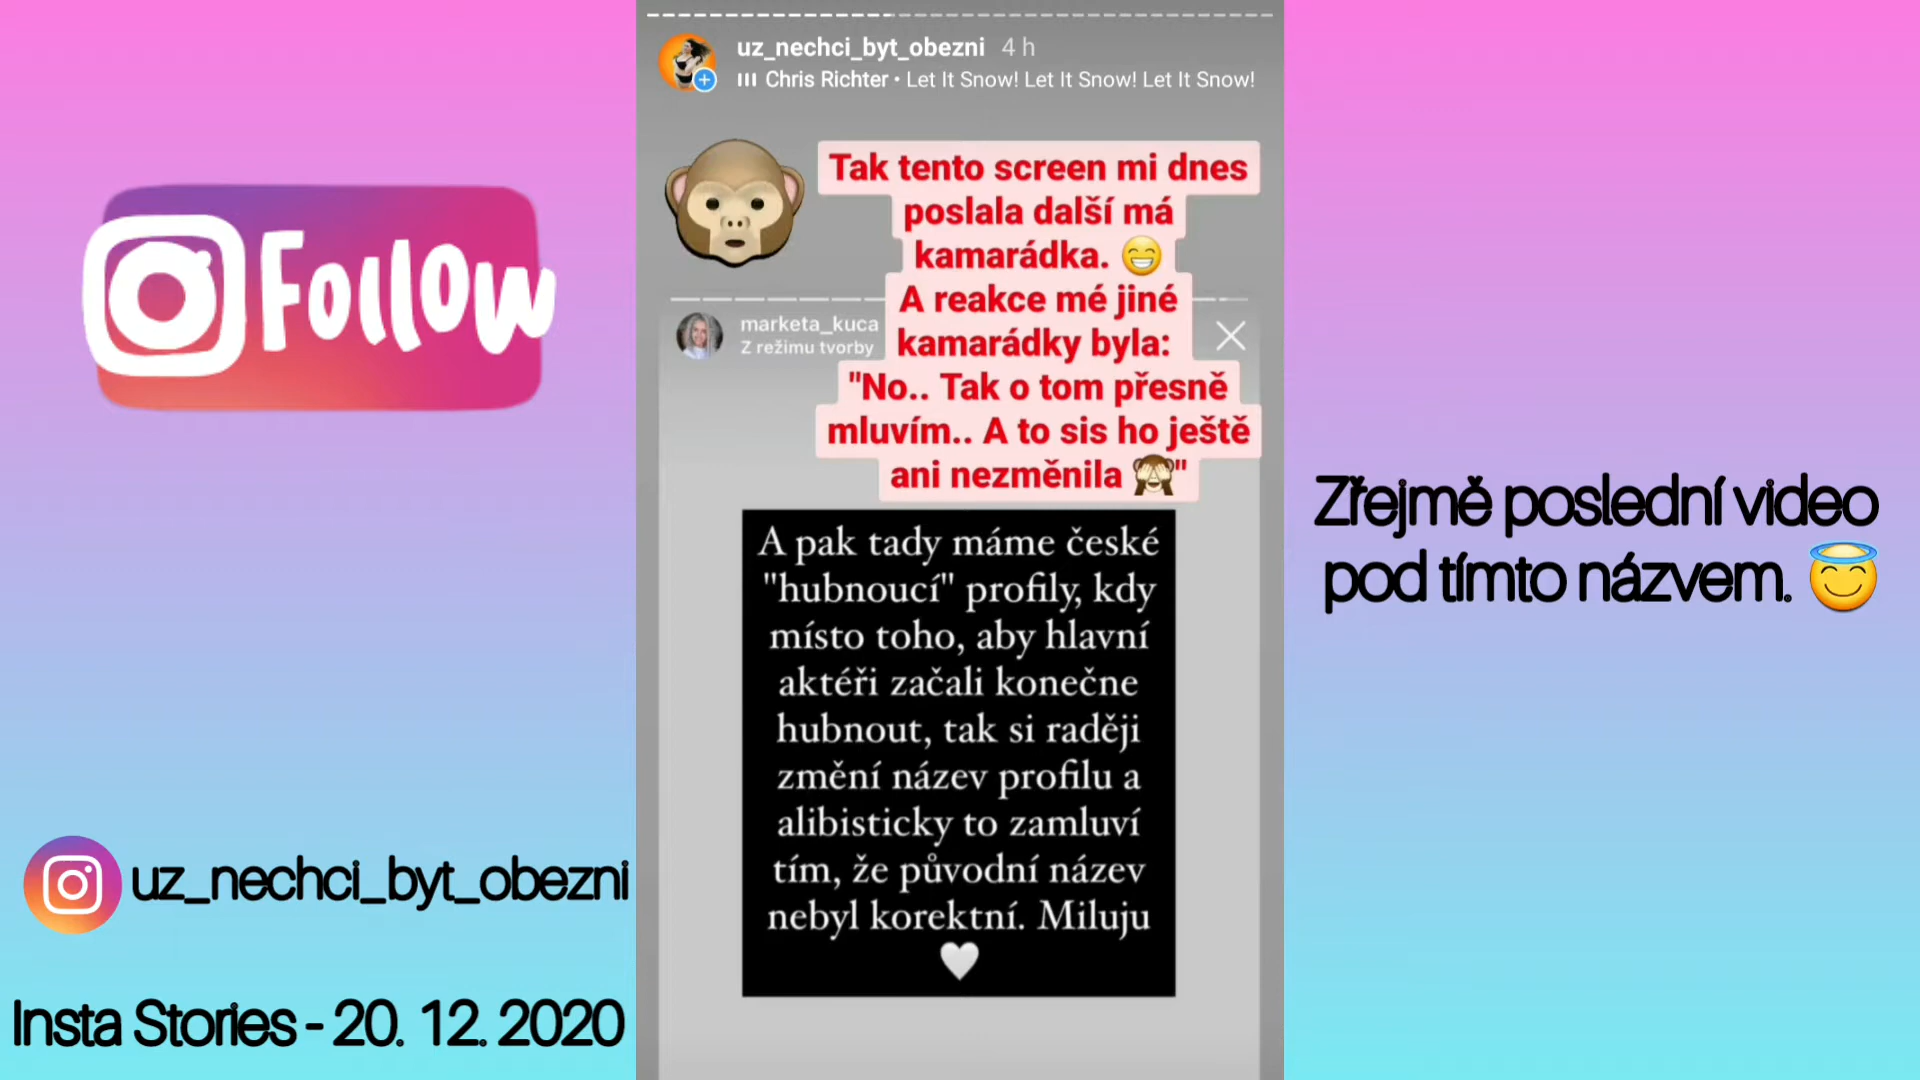 Follow
uz_nechci_byt_obezni
Insta Stories - 20. 12. 2020
uz_nechci_byt_obezni 4 h
Chris Richter • Let It Snow! Let It Snow! Let It Snow!
Tak tento screen mi dnes
poslala další má
kamarádka. 😁
A reakce mé jiné
kamarádky byla:
"No.. Tak o tom přesně
mluvím.. A to sis ho ještě
ani nezměnila 🙈"
marketa_kuca
Z režimu tvorby
A pak tady máme české
"hubnoucí" profily, kdy
místo toho, aby hlavní
aktéři začali konečne
hubnout, tak si raději
změní název profilu a
alibisticky to zamluví
tím, že původní název
nebyl korektní. Miluju
🤍
Zřejmě poslední video
pod tímto názvem. 😇